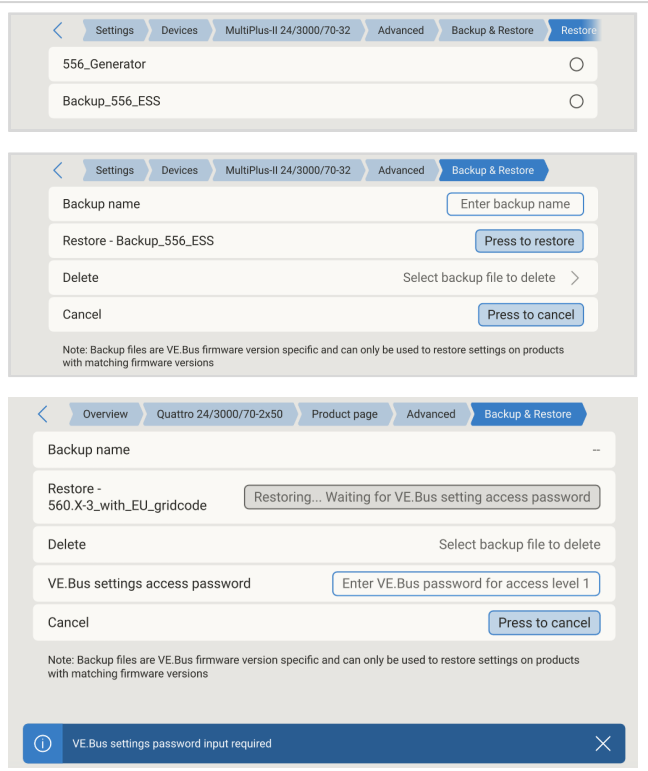 Settings Devices MultiPlus-II 24/3000/70-32 Advanced Backup & Restore Restore
556_Generator
Backup_556_ESS
Settings Devices MultiPlus-II 24/3000/70-32 Advanced Backup & Restore
Backup name Enter backup name
Restore - Backup_556_ESS Press to restore
Delete Select backup file to delete
Cancel Press to cancel
Note: Backup files are VE.Bus firmware version specific and can only be used to restore settings on products
with matching firmware versions
Overview Quattro 24/3000/70-2x50 Product page Advanced Backup & Restore
Backup name --
Restore -
560.X-3_with_EU_gridcode Restoring... Waiting for VE.Bus setting access password
Delete Select backup file to delete
VE.Bus settings access password Enter VE.Bus password for access level 1
Cancel Press to cancel
Note: Backup files are VE.Bus firmware version specific and can only be used to restore settings on products
with matching firmware versions
VE.Bus settings password input required